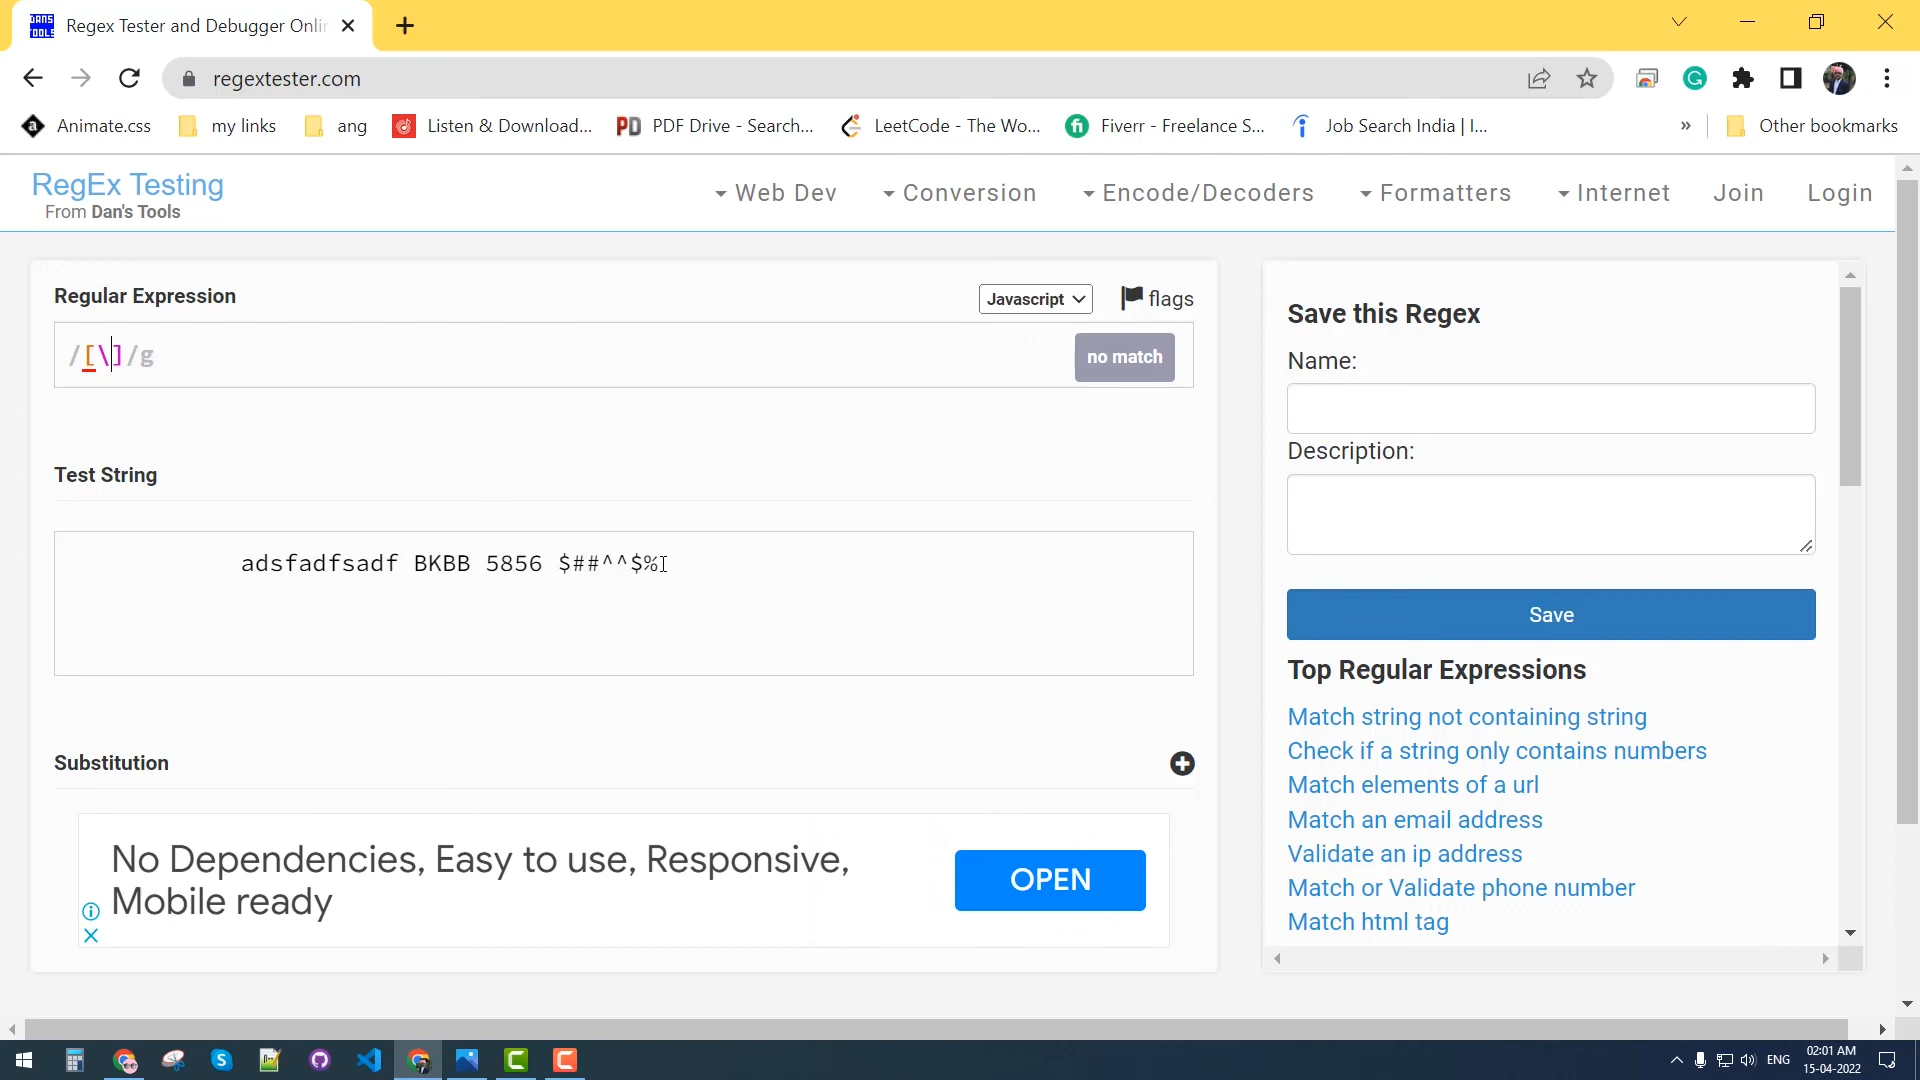 DANS TOOLS
Regex Tester and Debugger Onli
regextester.com
Animate.css
my links
ang
Listen & Download...
PD
PDF Drive - Search...
LeetCode - The Wo...
Fiverr - Freelance S...
Job Search India | I...
»
Other bookmarks
RegEx Testing
From Dan's Tools
Web Dev
Conversion
Encode/Decoders
Formatters
Internet
Join
Login
Regular Expression
Javascript
flags
/[\]/g
no match
Test String
adsfadfsadf BKBB 5856 $##^^$%
Substitution
No Dependencies, Easy to use, Responsive,
Mobile ready
OPEN
Save this Regex
Name:
Description:
Save
Top Regular Expressions
Match string not containing string
Check if a string only contains numbers
Match elements of a url
Match an email address
Validate an ip address
Match or Validate phone number
Match html tag
ENG
02:01 AM
15-04-2022